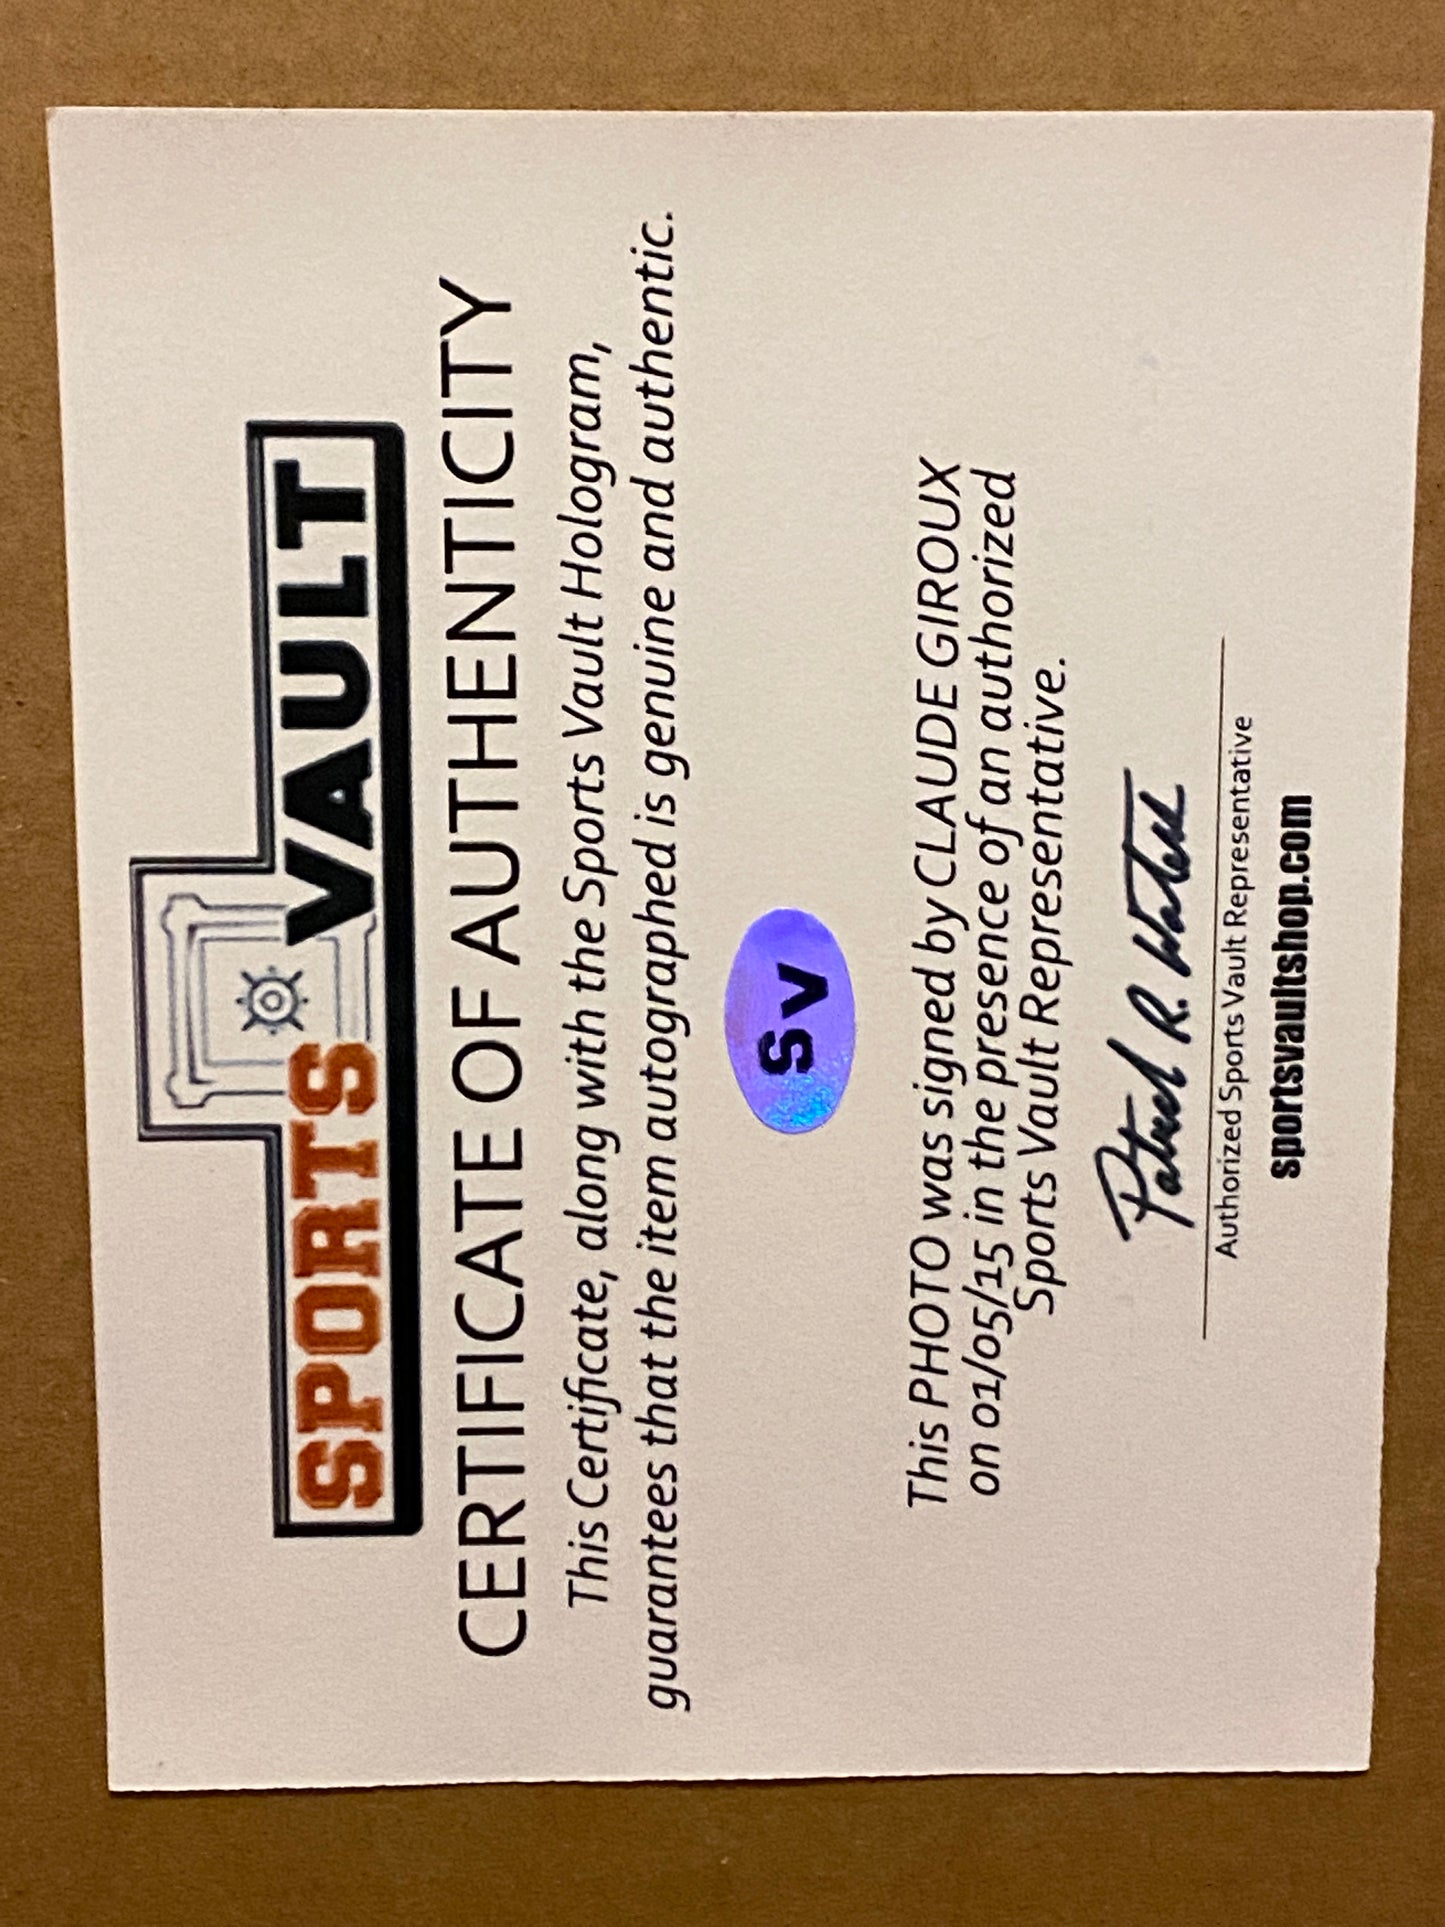 SPORTS VAULT
CERTIFICATE OF AUTHENTICITY
This Certificate, along with the Sports Vault Hologram,
guarantees that the item autographed is genuine and authentic.
SV
This PHOTO was signed by CLAUDE GIROUX
on 01/05/15 in the presence of an authorized
Sports Vault Representative.
Patrick R.
Authorized Sports Vault Representative
sportsvaultshop.com